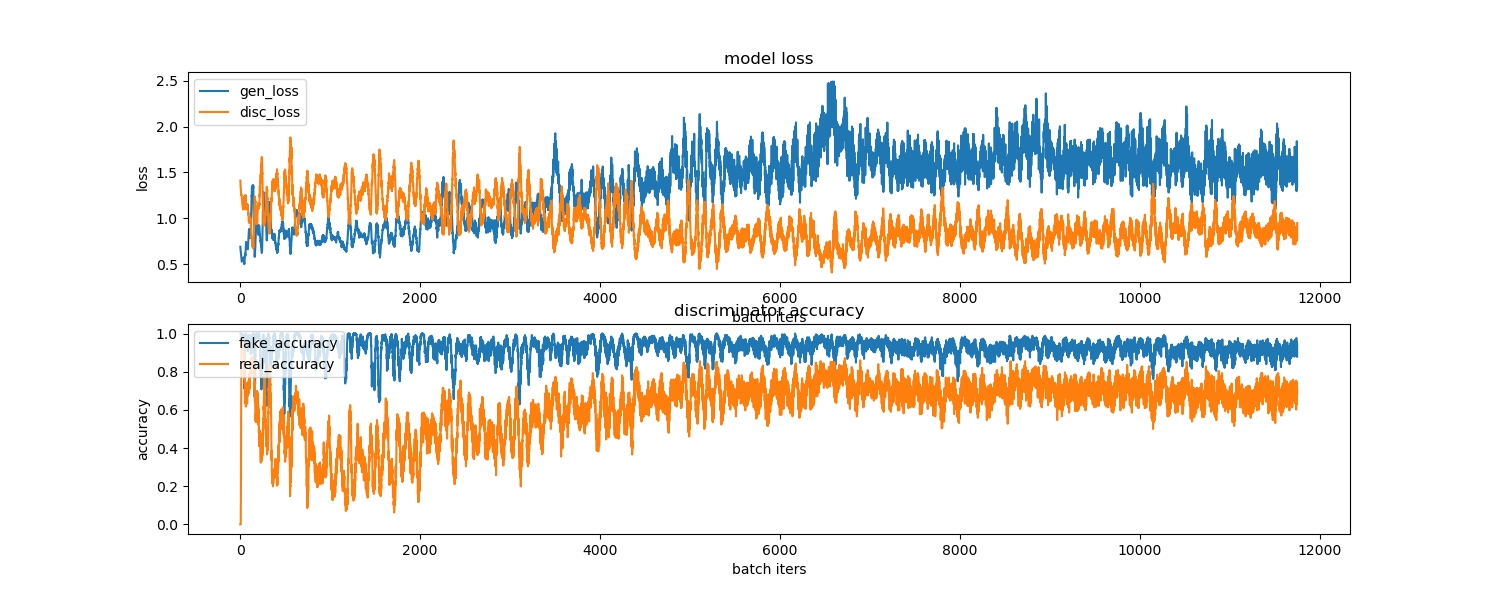 model loss
2.5
2.0
1.5
1.0
0.5
loss
gen_loss
disc_loss
0 2000 4000 6000 8000 10000 12000
batch iters
discriminator accuracy
1.0
0.8
0.6
0.4
0.2
0.0
accuracy
fake_accuracy
real_accuracy
0 2000 4000 6000 8000 10000 12000
batch iters